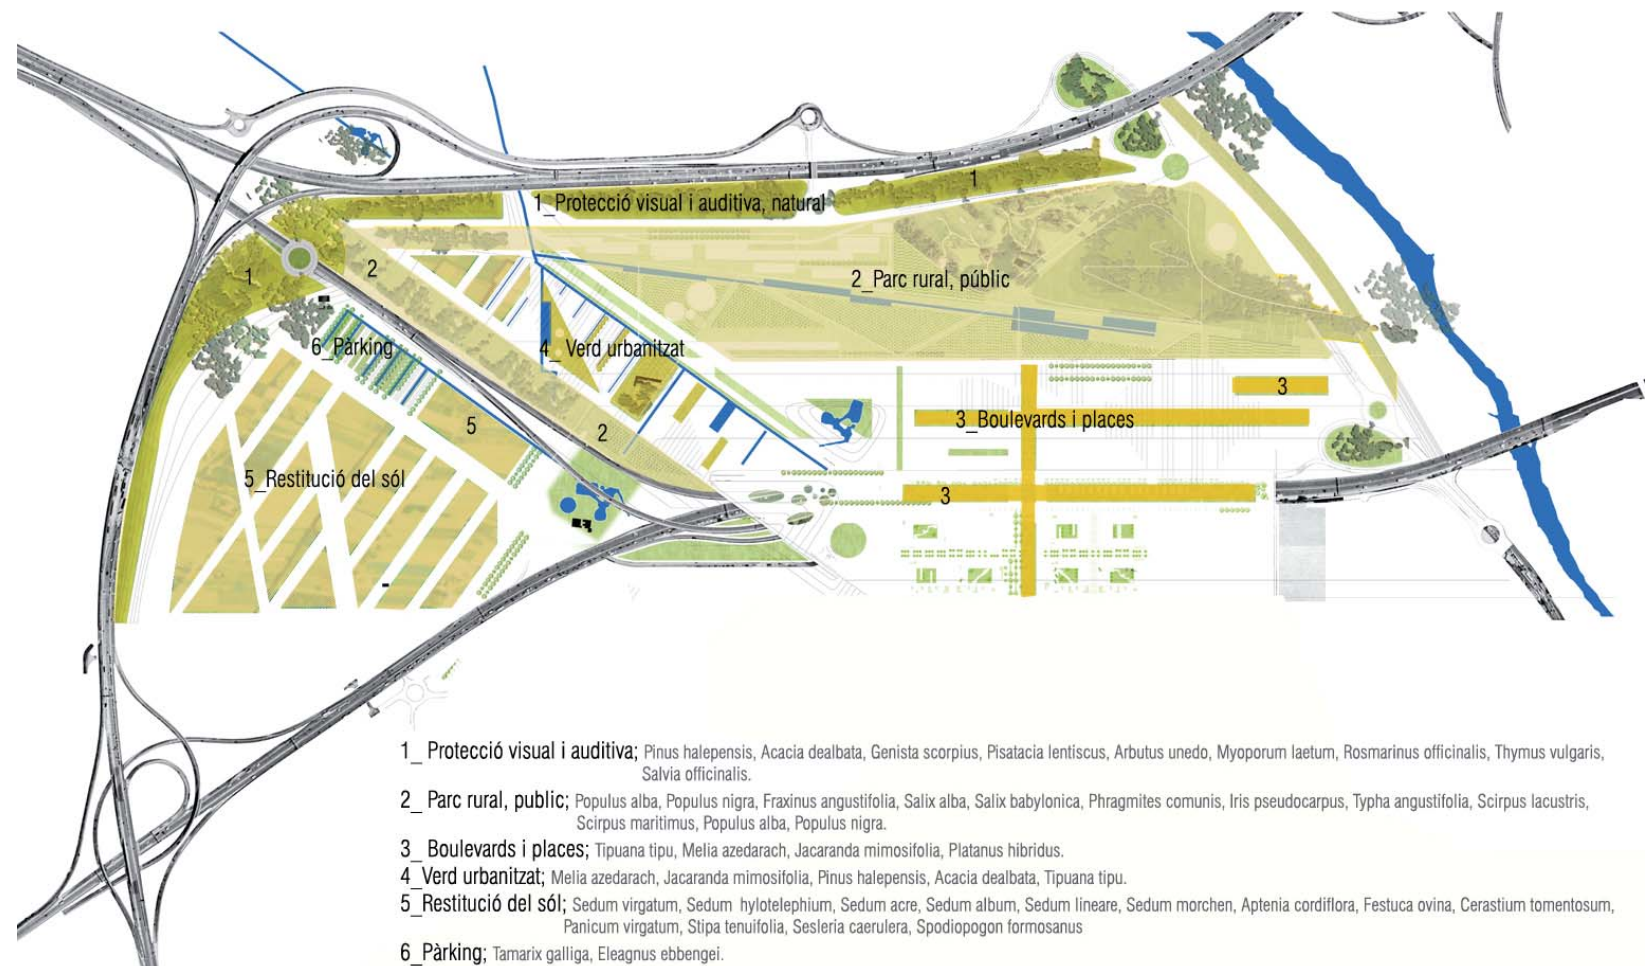 1
1_Protecció visual i auditiva, natural
1
2
2_Parc rural, públic
6_Pàrking
4_ Verd urbanitzat
3
5
2
3_Boulevards i places
5_Restitució del sól
3
1_ Protecció visual i auditiva; Pinus halepensis, Acacia dealbata, Genista scorpius, Pisatacia lentiscus, Arbutus unedo, Myoporum laetum, Rosmarinus officinalis, Thymus vulgaris,
Salvia officinalis.
2_ Parc rural, public; Populus alba, Populus nigra, Fraxinus angustifolia, Salix alba, Salix babylonica, Phragmites comunis, Iris pseudocarpus, Typha angustifolia, Scirpus lacustris,
Scirpus maritimus, Populus alba, Populus nigra.
3_ Boulevards i places; Tipuana tipu, Melia azedarach, Jacaranda mimosifolia, Platanus hibridus.
4_Verd urbanitzat; Melia azedarach, Jacaranda mimosifolia, Pinus halepensis, Acacia dealbata, Tipuana tipu.
5_Restitució del sól; Sedum virgatum, Sedum hylotelephium, Sedum acre, Sedum album, Sedum lineare, Sedum morchen, Aptenia cordiflora, Festuca ovina, Cerastium tomentosum,
Panicum virgatum, Stipa tenuifolia, Sesleria caerulera, Spodiopogon formosanus
6_Pàrking; Tamarix galliga, Eleagnus ebbengei.